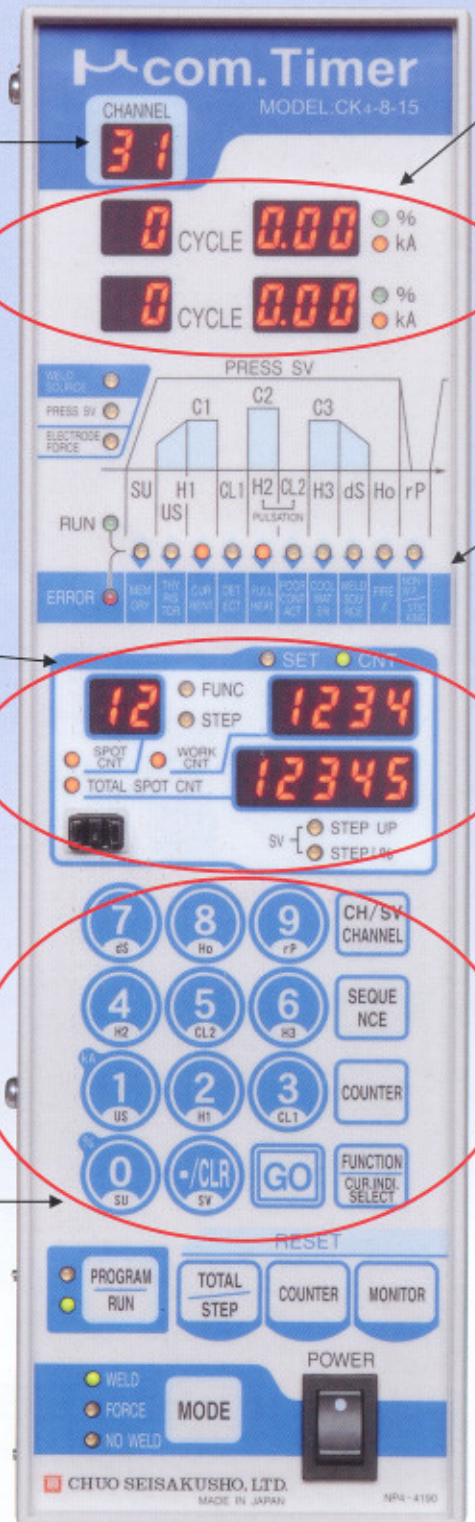 μcom.Timer
MODEL:CK4-8-15
CHANNEL
31
0 CYCLE 0.00 % kA
0 CYCLE 0.00 % kA
PRESS SV
WELD SOURCE
PRESS SV
ELECTRODE FORCE
C1 C2 C3
SU US H1 CL1 H2 CL2 H3 dS Ho rP
PULSATION
RUN
ERROR
MEMORY THYRISTOR CURRENT DETECT FULL HEAT POOR CONTACT COOL WATER WELD SOURCE
SET CNT
12 FUNC 1234
STEP
SPOT CNT WORK CNT
TOTAL SPOT CNT 12345
SV STEP UP
STEP/%
7 dS 8 Ho 9 rP CH/SV CHANNEL
4 H2 5 CL2 6 H3 SEQUE NCE
kA 1 US 2 H1 3 CL1 COUNTER
% 0 SU -/CLR SV GO FUNCTION CUR.INDI. SELECT
RESET
PROGRAM RUN TOTAL STEP COUNTER MONITOR
POWER
WELD
FORCE MODE
NO WELD
CHUO SEISAKUSHO, LTD.
MADE IN JAPAN NP4-4190